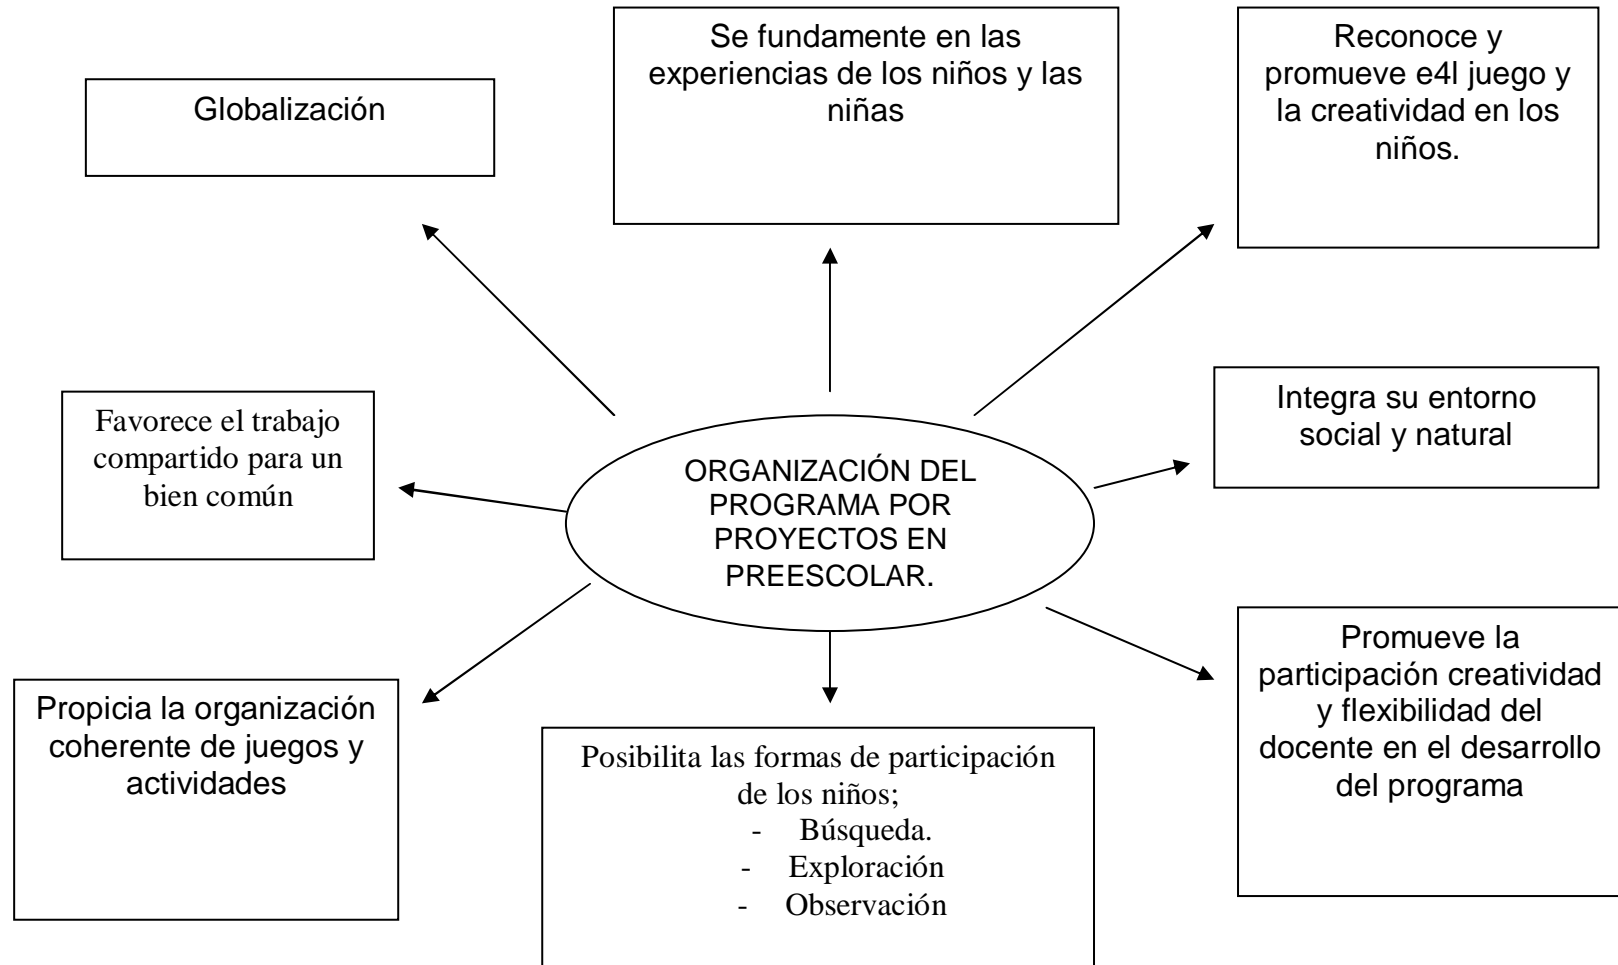 Globalización
Se fundamente en las
experiencias de los niños y las
niñas
Reconoce y
promueve e4l juego y
la creatividad en los
niños.
Favorece el trabajo
compartido para un
bien común
ORGANIZACIÓN DEL
PROGRAMA POR
PROYECTOS EN
PREESCOLAR.
Integra su entorno
social y natural
Propicia la organización
coherente de juegos y
actividades
Posibilita las formas de participación
de los niños;
- Búsqueda.
- Exploración
- Observación
Promueve la
participación creatividad
y flexibilidad del
docente en el desarrollo
del programa